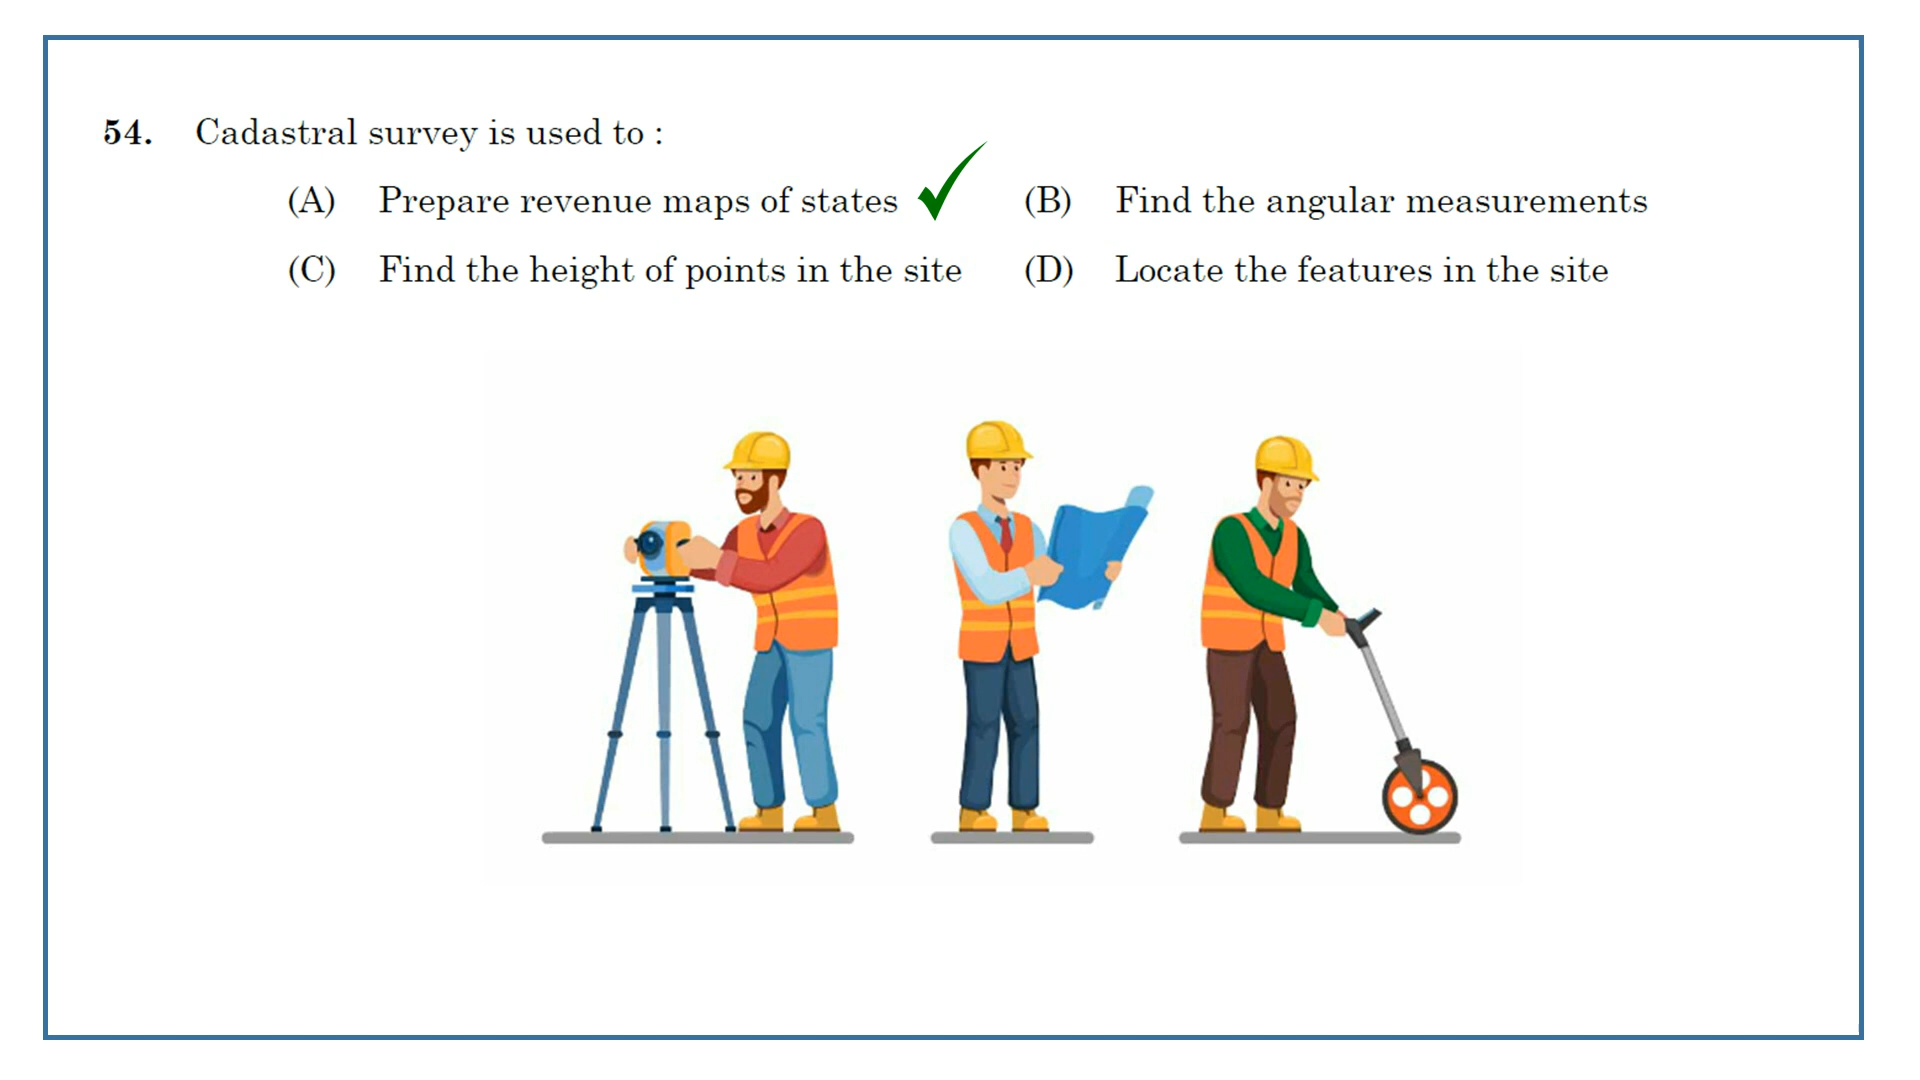 54. Cadastral survey is used to :
(A) Prepare revenue maps of states (B) Find the angular measurements
(C) Find the height of points in the site (D) Locate the features in the site